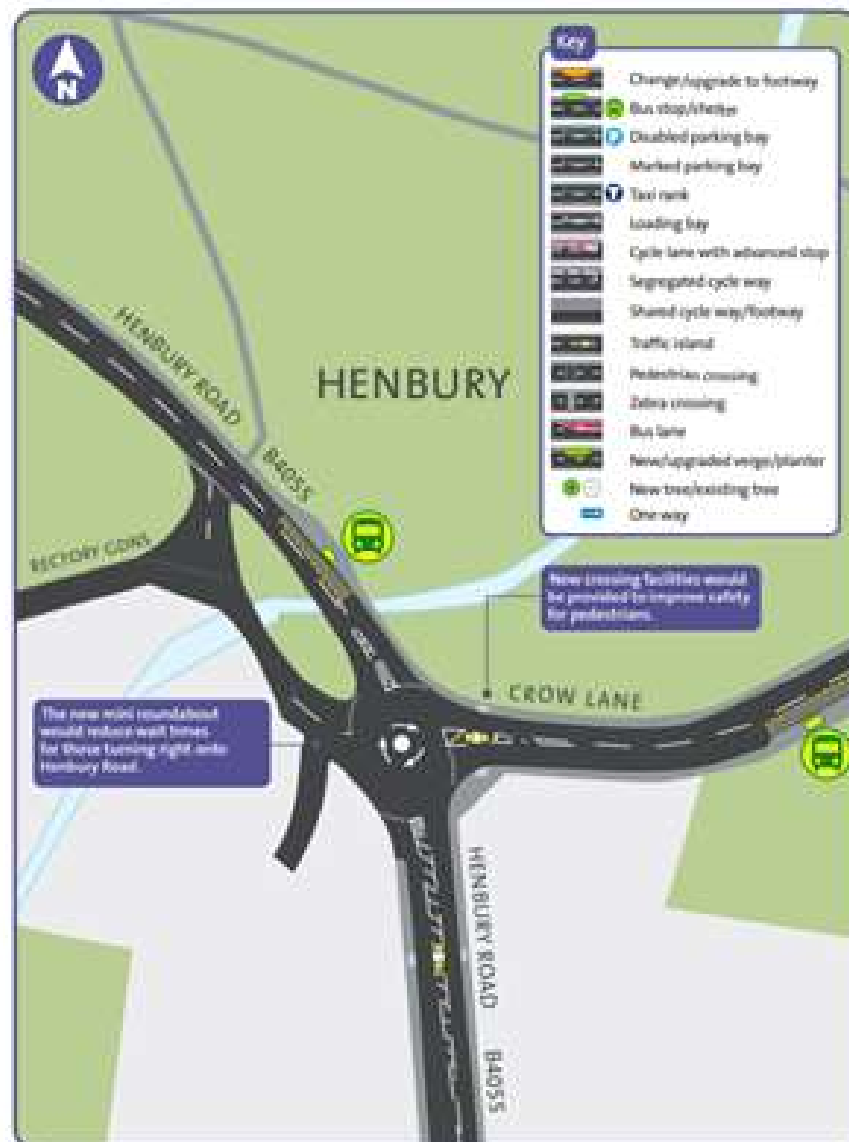 N
Key
Change/upgrade to footway
Bus stop/shelter
Disabled parking bay
Marked parking bay
T
Taxi rank
Loading bay
Cycle lane with advanced stop
Segregated cycle way
Shared cycle way/footway
Traffic island
Pedestrian crossing
Zebra crossing
Bus lane
New/upgraded verge/planter
New tree/existing tree
One way
HENBURY ROAD
HENBURY
B4055
RECTORY GDNS
New crossing facilities would
be provided to improve safety
for pedestrians.
CROW LANE
The new mini roundabout
would reduce wait times
for those turning right onto
Henbury Road.
HENBURY ROAD
B4055